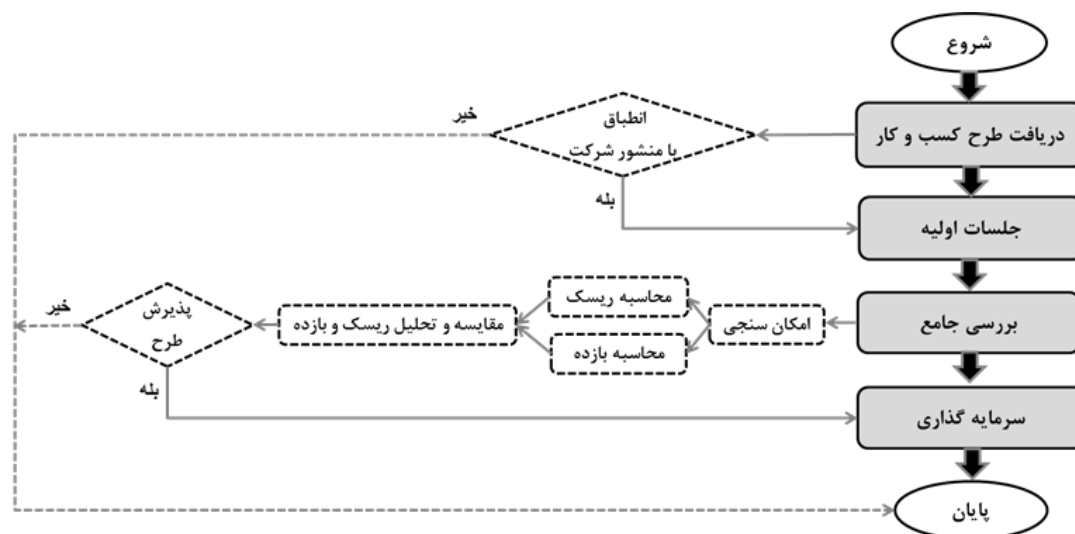 شروع
دریافت طرح کسب و کار
انطباق
با منشور شرکت
خیر
بله
جلسات اولیه
بررسی جامع
امکان سنجی
محاسبه ریسک
محاسبه بازده
مقایسه و تحلیل ریسک و بازده
پذیرش
طرح
خیر
بله
سرمایه گذاری
پایان